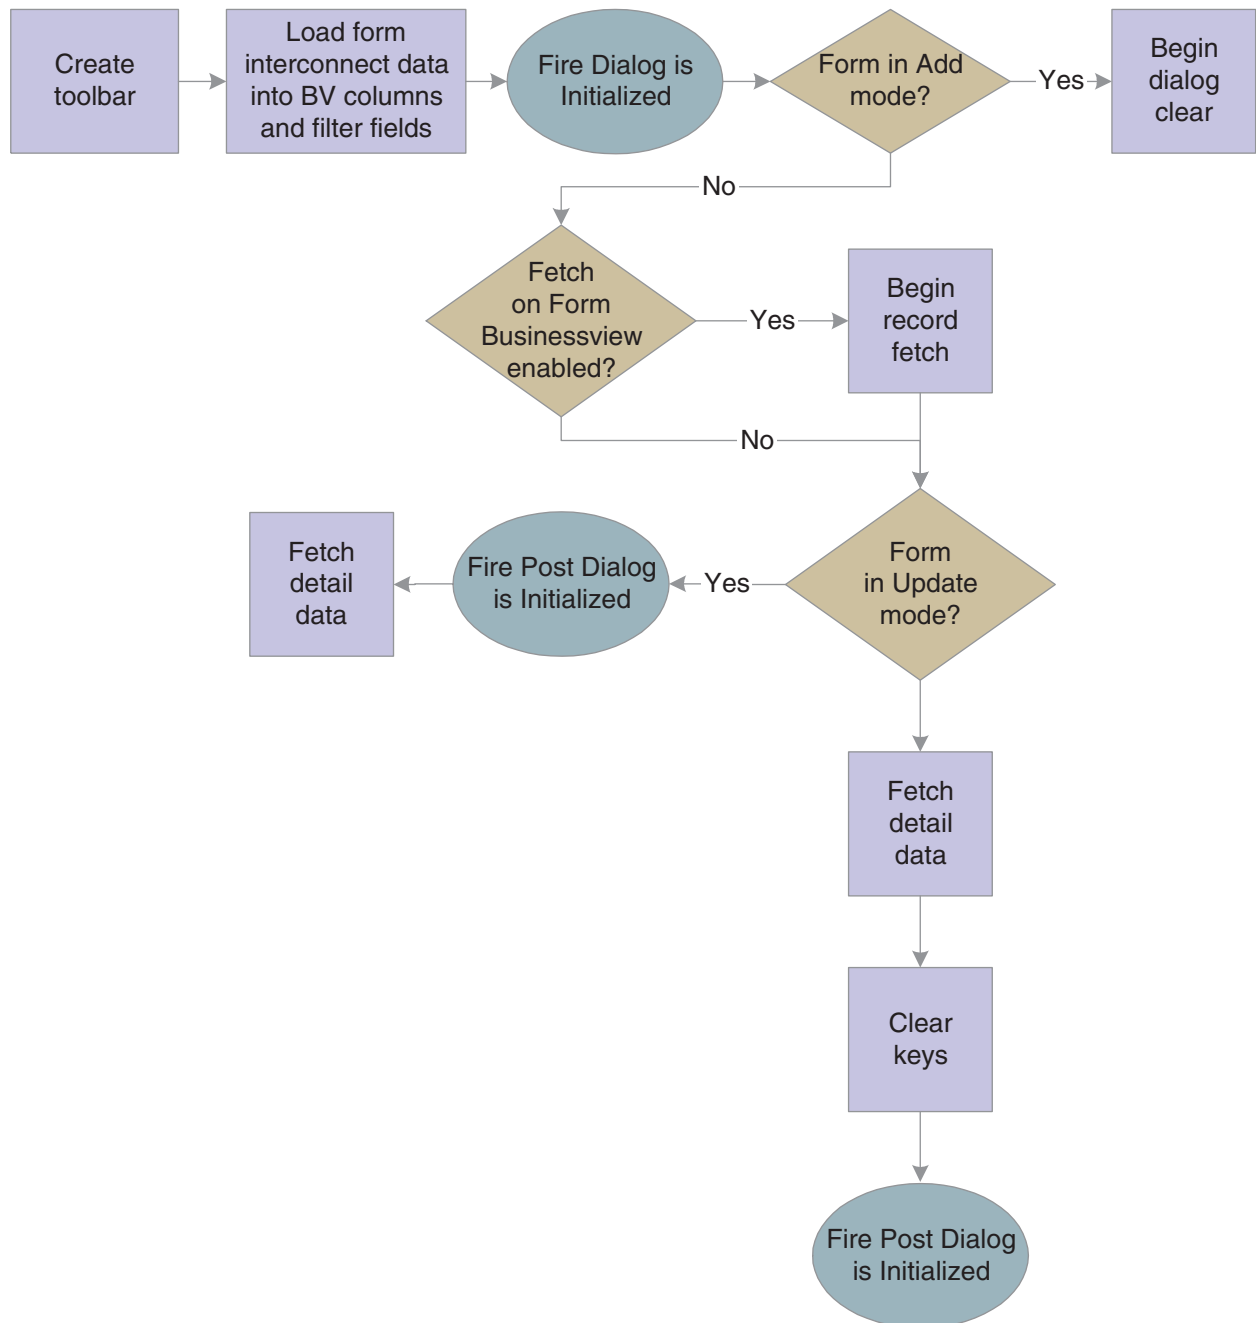 Create
toolbar
Load form
interconnect data
into BV columns
and filter fields
Fire Dialog is
Initialized
Form in Add
mode?
Yes
Begin
dialog
clear
No
Fetch
on Form
Businessview
enabled?
Yes
Begin
record
fetch
No
Form
in Update
mode?
Yes
Fire Post Dialog
is Initialized
Fetch
detail
data
Fetch
detail
data
Clear
keys
Fire Post Dialog
is Initialized